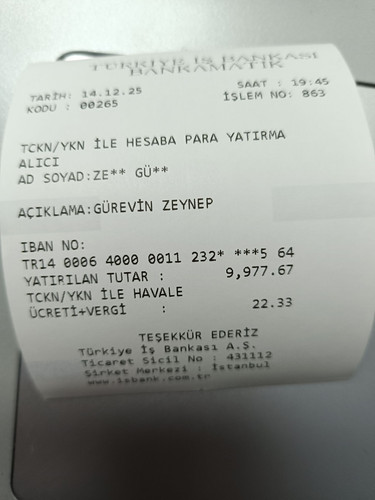 TÜRKİYE İŞ BANKASI
BANKAMATİK
TARİH: 14.12.25 SAAT : 19:45
KODU : 00265 İŞLEM NO: 863
TCKN/YKN İLE HESABA PARA YATIRMA
ALICI
AD SOYAD:ZE** GÜ**
AÇIKLAMA:GÜREVİN ZEYNEP
IBAN NO:
TR14 0006 4000 0011 232* ***5 64
YATIRILAN TUTAR : 9,977.67
TCKN/YKN İLE HAVALE
ÜCRETİ+VERGİ : 22.33
TEŞEKKÜR EDERİZ
Türkiye İş Bankası A.Ş.
Ticaret Sicil No : 431112
Şirket Merkezi : İstanbul
www.isbank.com.tr